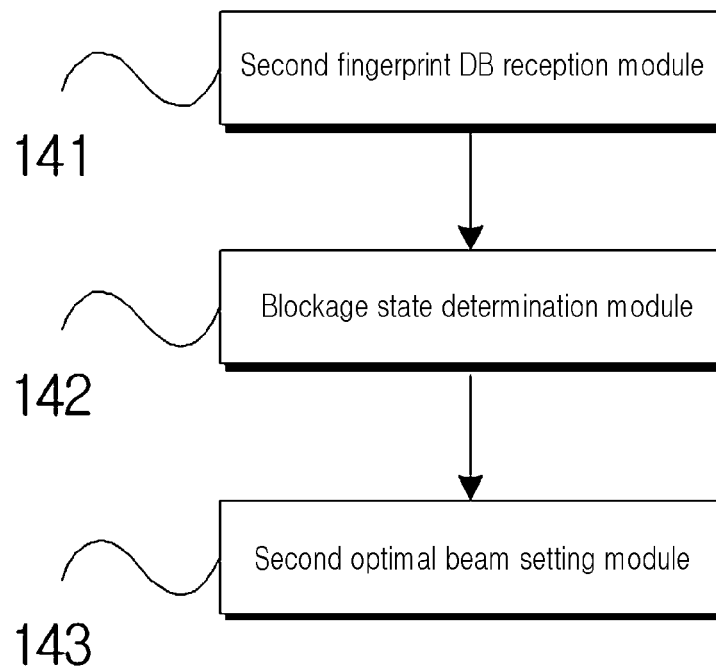 Second fingerprint DB reception module
141
Blockage state determination module
142
Second optimal beam setting module
143